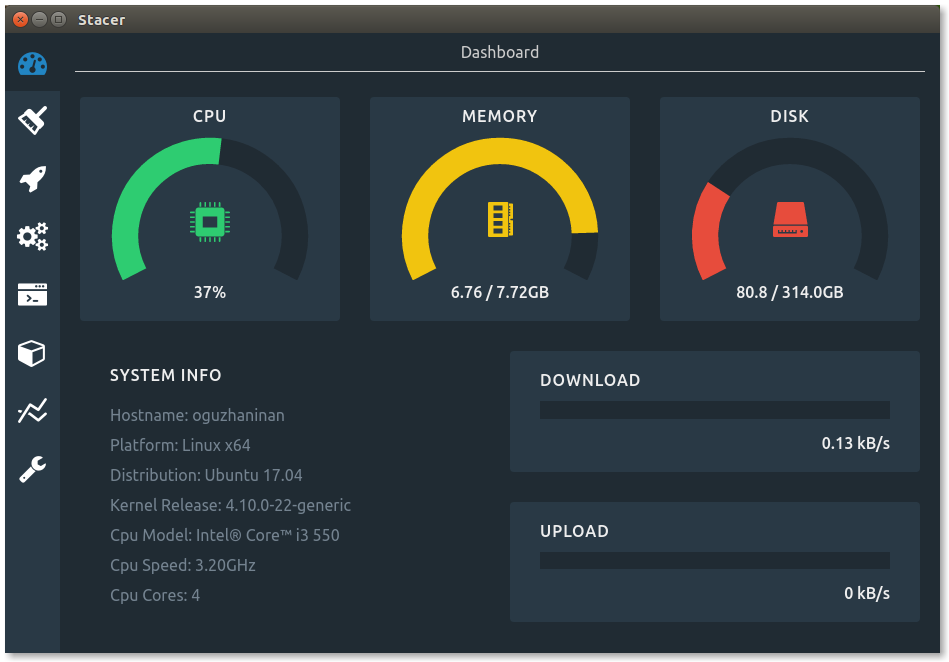 Stacer
Dashboard
CPU
37%
MEMORY
6.76 / 7.72GB
DISK
80.8 / 314.0GB
SYSTEM INFO
Hostname: oguzhaninan
Platform: Linux x64
Distribution: Ubuntu 17.04
Kernel Release: 4.10.0-22-generic
Cpu Model: Intel® Core™ i3 550
Cpu Speed: 3.20GHz
Cpu Cores: 4
DOWNLOAD
0.13 kB/s
UPLOAD
0 kB/s